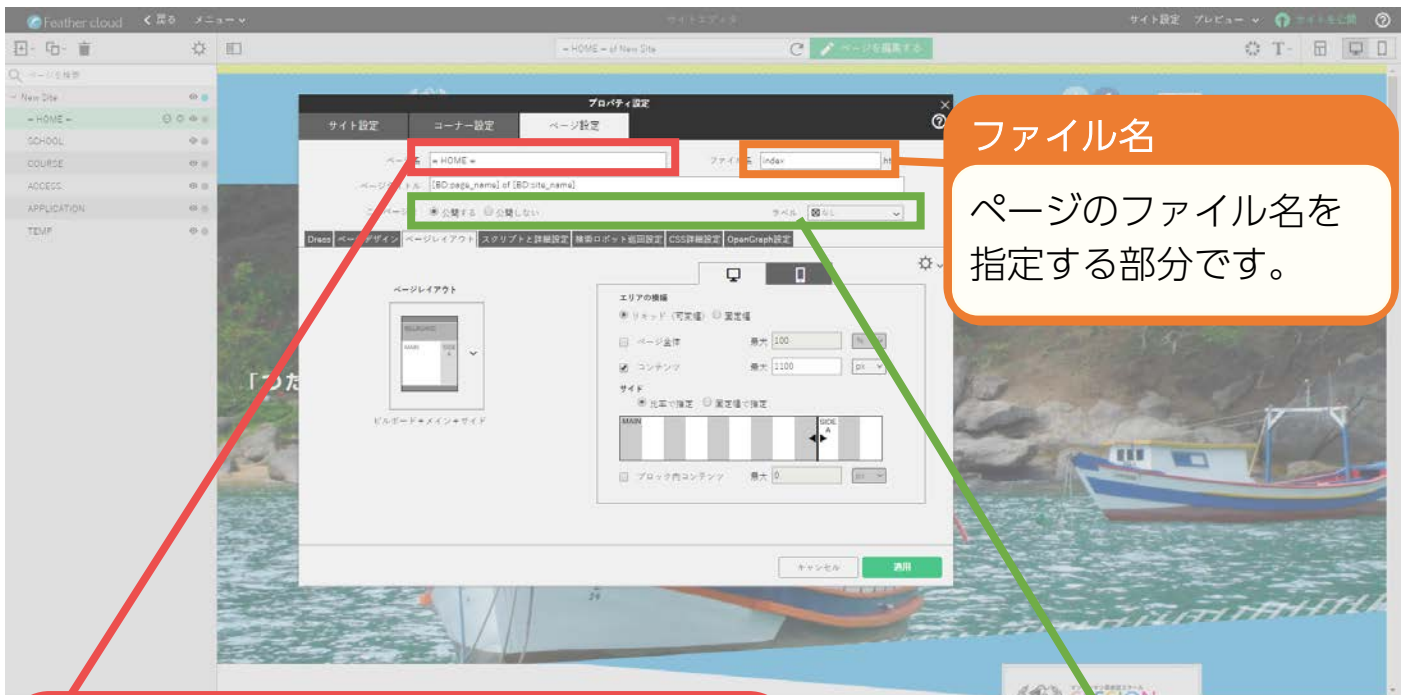 Feather cloud
戻る
メニュー
サイトエディタ
サイト設定
プレビュー
サイトを公開
= HOME = of New Site
ページを編集する
ページを検索
New Site
= HOME =
SCHOOL
COURSE
ACCESS
APPLICATION
TEMP
プロパティ設定
サイト設定
コーナー設定
ページ設定
= HOME =
index
[BD:page_name] of [BD:site_name]
公開する
公開しない
ラベル
なし
Dress
ページレイアウト
スクリプトと詳細設定
検索ロボット巡回設定
CSS詳細設定
OpenGraph設定
ページレイアウト
BILLBOARD
MAIN
SIDE
A
ビルボード+メイン+サイド
エリアの横幅
リキッド(可変幅)
固定幅
ページ全体
最大
100
%
コンテンツ
最大
1100
px
サイド
比率で指定
固定値で指定
MAIN
SIDE
A
ブロック内コンテンツ
最大
0
px
キャンセル
適用
ファイル名
ページのファイル名を
指定する部分です。